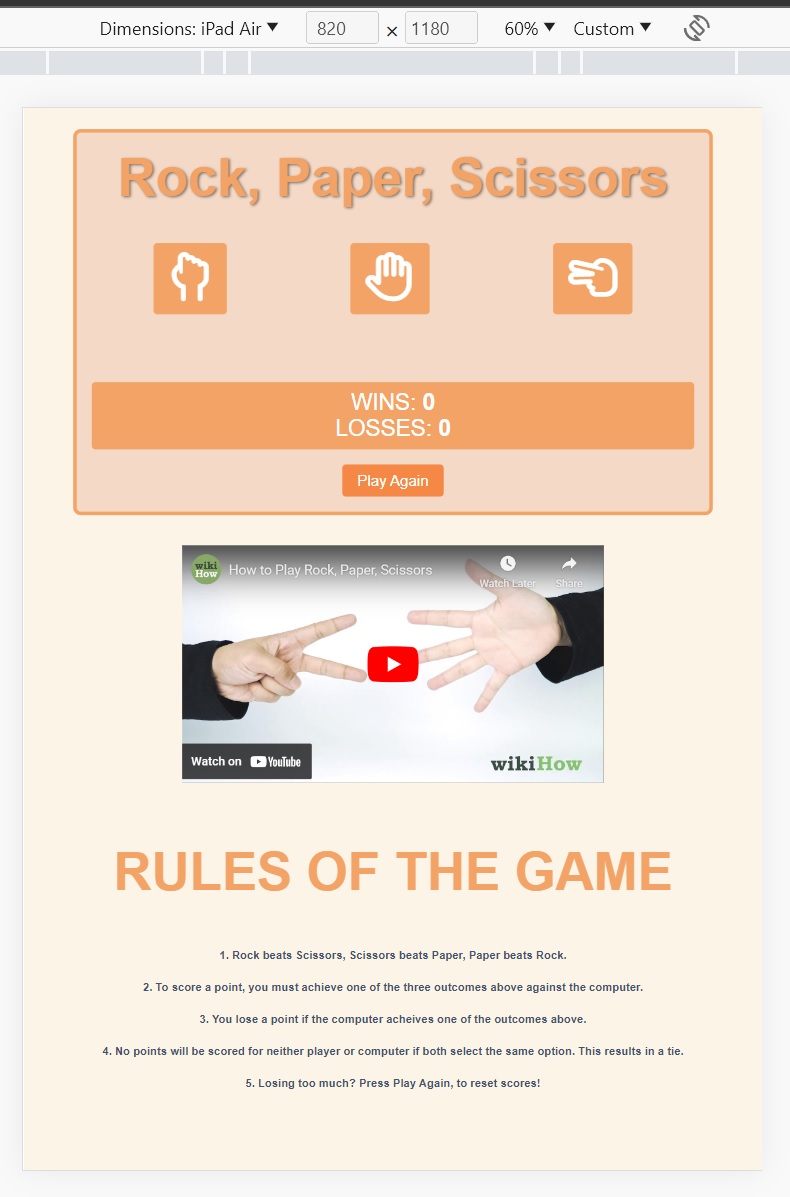 Dimensions: iPad Air 820 × 1180 60% Custom
Rock, Paper, Scissors
WINS: 0
LOSSES: 0
Play Again
wiki How How to Play Rock, Paper, Scissors Watch Later Share
Watch on YouTube wikiHow
RULES OF THE GAME
1. Rock beats Scissors, Scissors beats Paper, Paper beats Rock.
2. To score a point, you must achieve one of the three outcomes above against the computer.
3. You lose a point if the computer acheives one of the outcomes above.
4. No points will be scored for neither player or computer if both select the same option. This results in a tie.
5. Losing too much? Press Play Again, to reset scores!